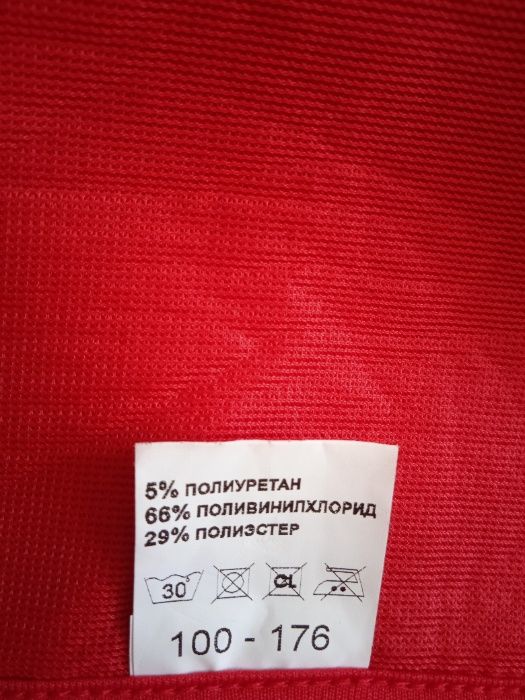 5% ПОЛИУРЕТАН
66% ПОЛИВИНИЛХЛОРИД
29% ПОЛИЭСТЕР
30° CL
100 - 176